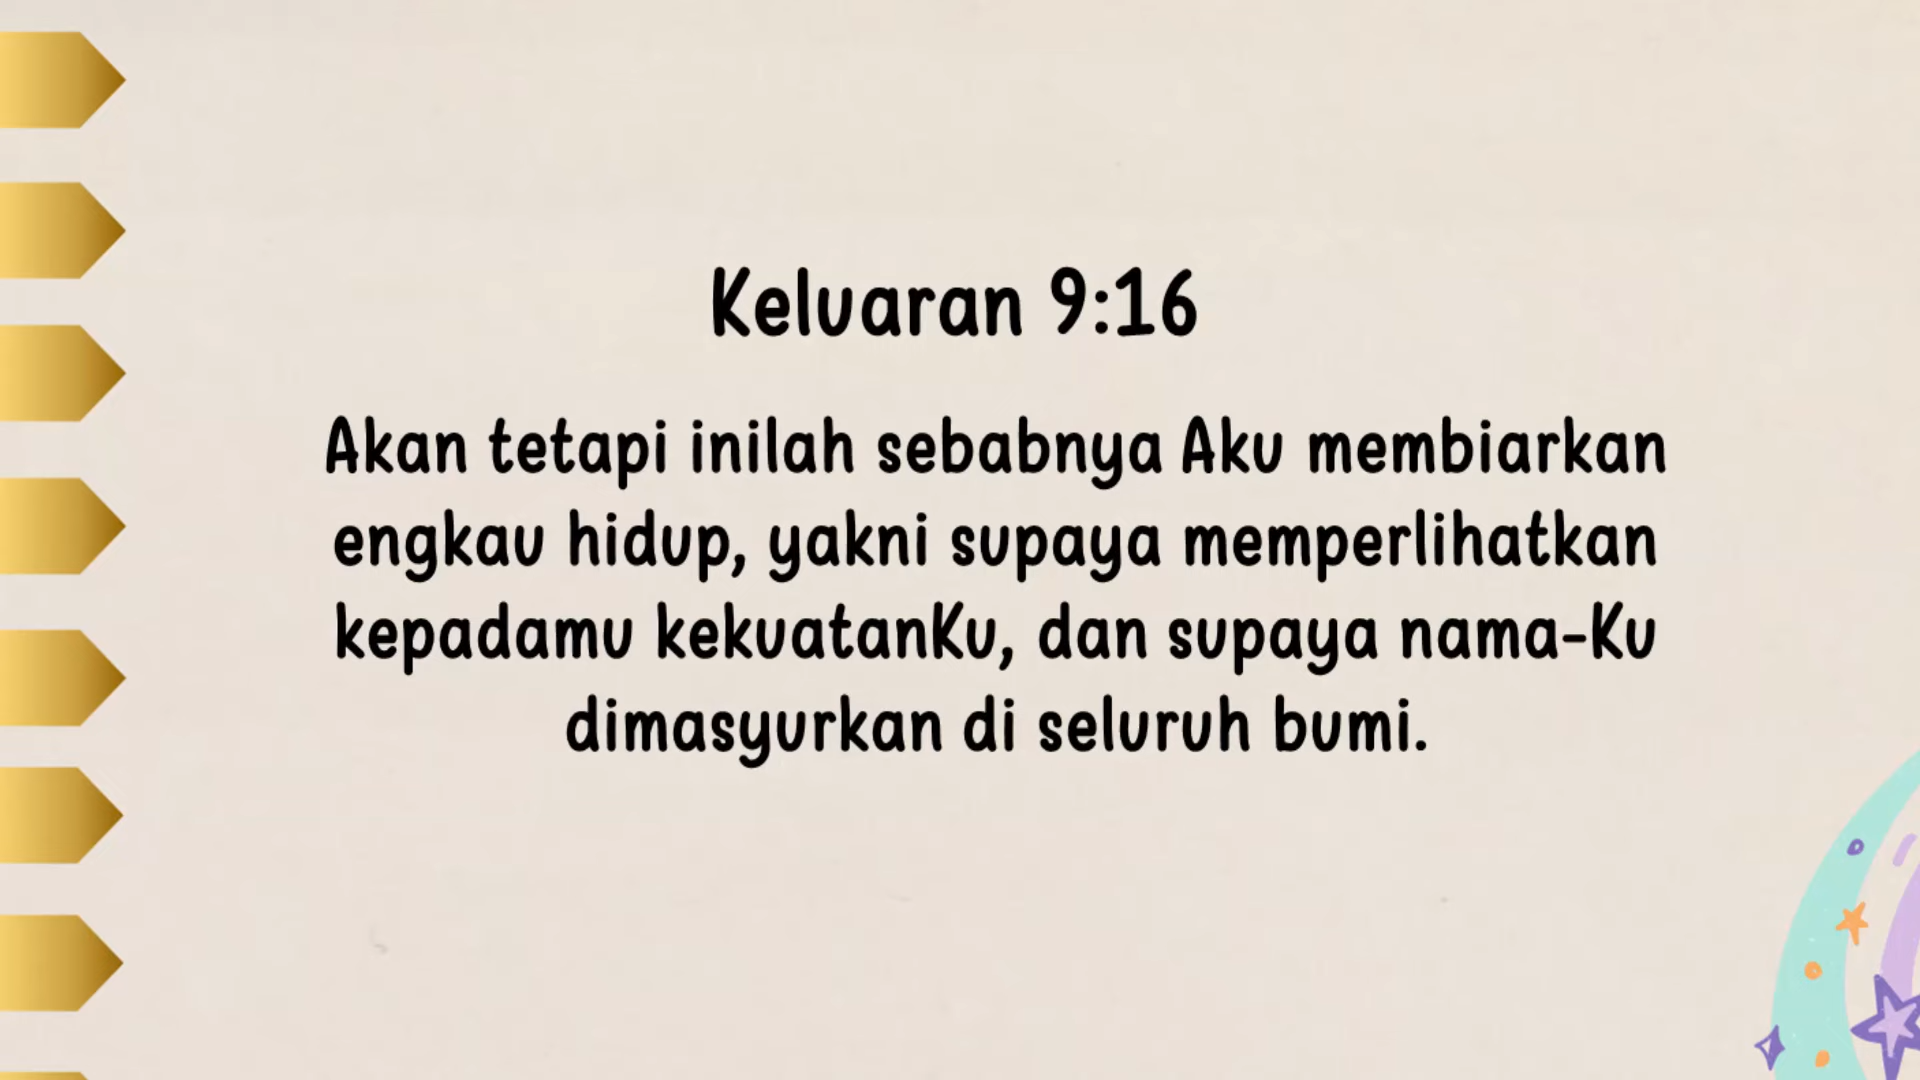 Keluaran 9:16
Akan tetapi inilah sebabnya Aku membiarkan
engkau hidup, yakni supaya memperlihatkan
kepadamu kekuatanKu, dan supaya nama-Ku
dimasyurkan di seluruh bumi.